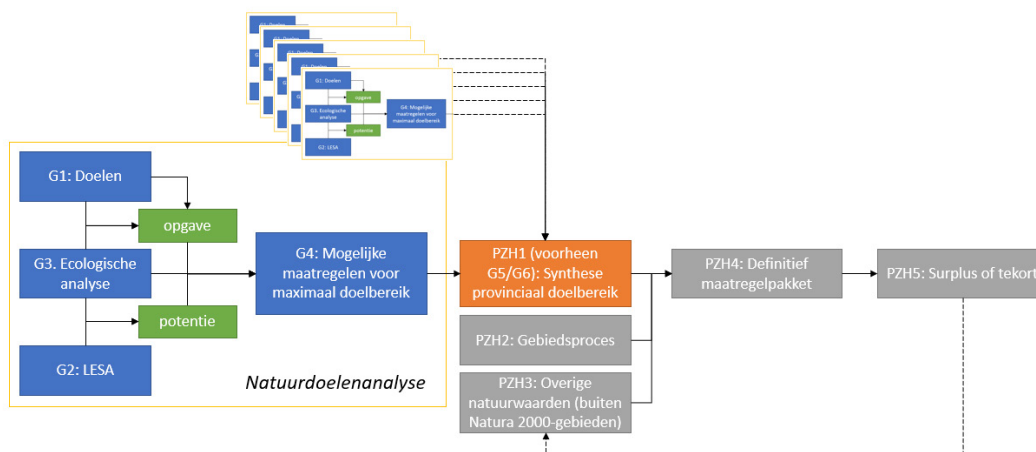 G1: Doelen
G1: Doelen
opgave
G3. Ecologische
analyse
G4: Mogelijke
maatregelen voor
maximaal doelbereik
potentie
G2: LESA
G1: Doelen
opgave
G3. Ecologische
analyse
G4: Mogelijke
maatregelen voor
maximaal doelbereik
potentie
G2: LESA
Natuurdoelenanalyse
PZH1 (voorheen
G5/G6): Synthese
provinciaal doelbereik
PZH2: Gebiedsproces
PZH3: Overige
natuurwaarden (buiten
Natura 2000-gebieden)
PZH4: Definitief
maatregelpakket
PZH5: Surplus of tekort